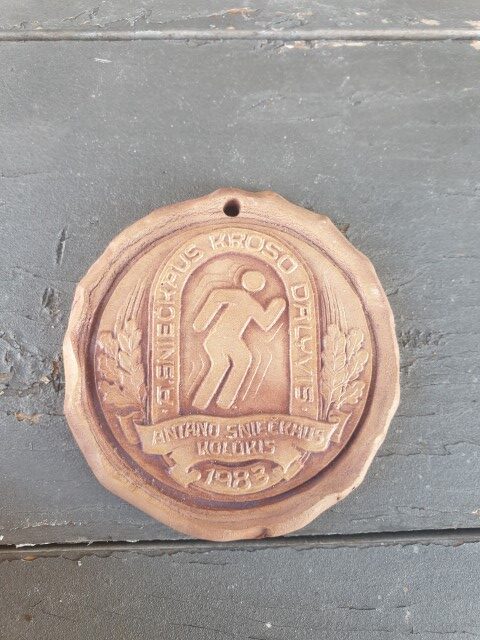 A. SNIEČKAUS KROSO DALYVIS
ANTANO SNIEČKAUS
KOLŪKIS
1983